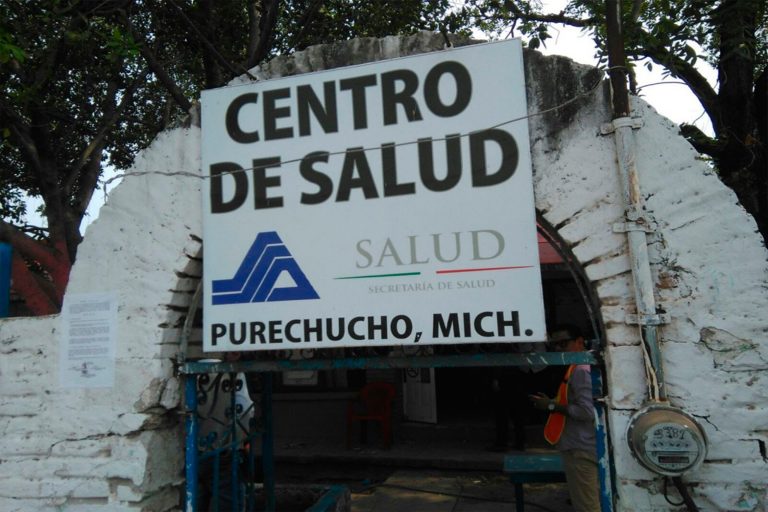 CENTRO
DE SALUD
SALUD
SECRETARÍA DE SALUD
PURECHUCHO, MICH.